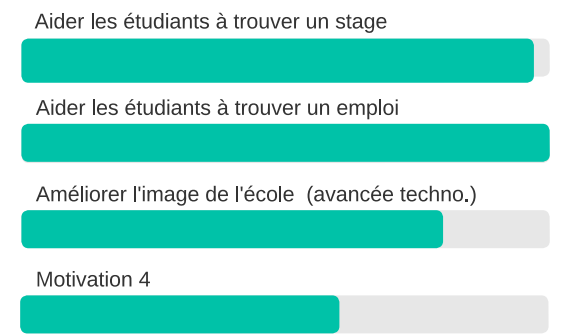 Aider les étudiants à trouver un stage
Aider les étudiants à trouver un emploi
Améliorer l'image de l'école (avancée techno.)
Motivation 4